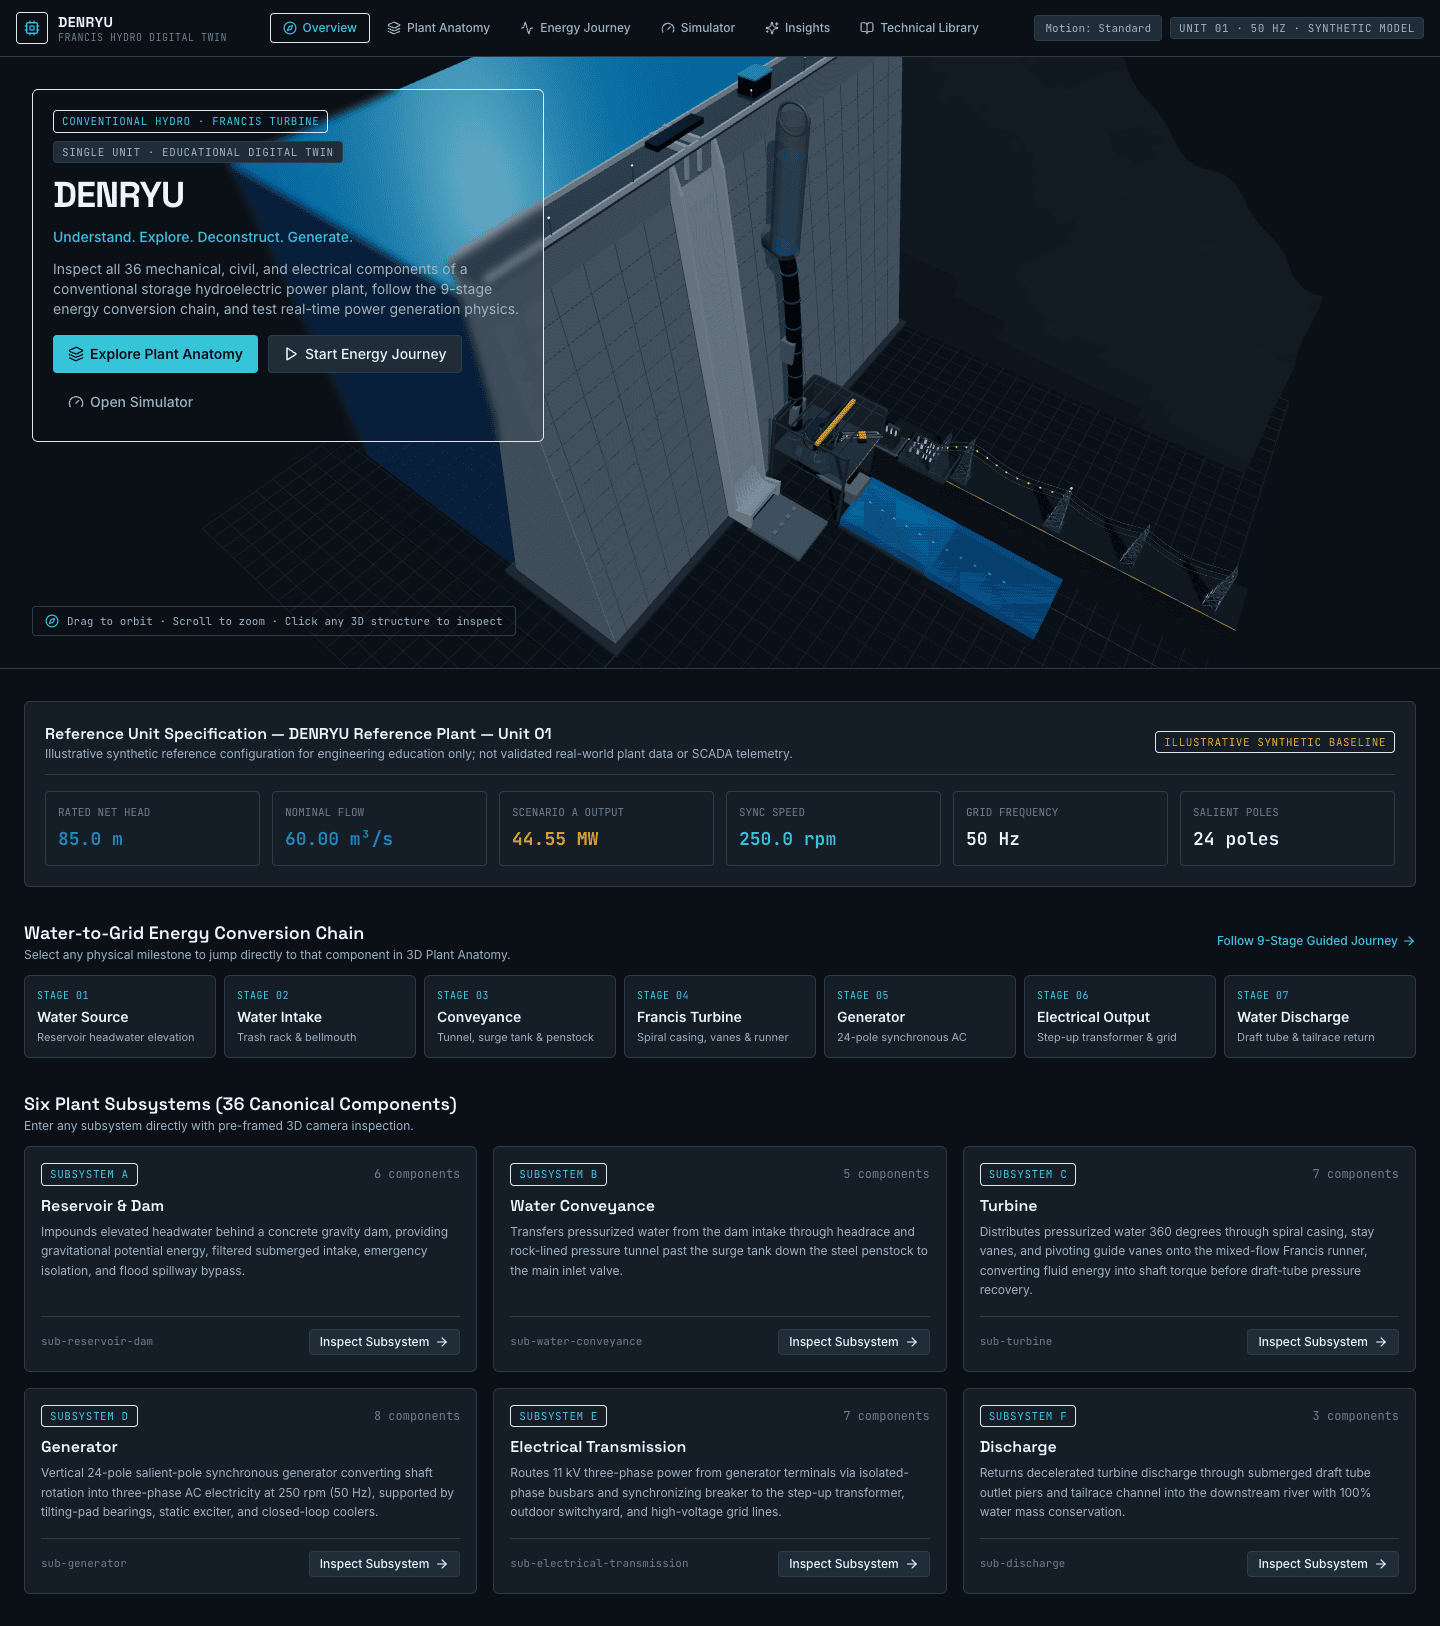 DENRYU
FRANCIS HYDRO DIGITAL TWIN
Overview
Plant Anatomy
Energy Journey
Simulator
Insights
Technical Library
Motion: Standard
UNIT 01 · 50 HZ · SYNTHETIC MODEL
CONVENTIONAL HYDRO · FRANCIS TURBINE
SINGLE UNIT · EDUCATIONAL DIGITAL TWIN
DENRYU
Understand. Explore. Deconstruct. Generate.
Inspect all 36 mechanical, civil, and electrical components of a
conventional storage hydroelectric power plant, follow the 9-stage
energy conversion chain, and test real-time power generation physics.
Explore Plant Anatomy
Start Energy Journey
Open Simulator
Drag to orbit · Scroll to zoom · Click any 3D structure to inspect
Reference Unit Specification — DENRYU Reference Plant — Unit 01
Illustrative synthetic reference configuration for engineering education only; not validated real-world plant data or SCADA telemetry.
ILLUSTRATIVE SYNTHETIC BASELINE
RATED NET HEAD
85.0 m
NOMINAL FLOW
60.00 m³/s
SCENARIO A OUTPUT
44.55 MW
SYNC SPEED
250.0 rpm
GRID FREQUENCY
50 Hz
SALIENT POLES
24 poles
Water-to-Grid Energy Conversion Chain
Select any physical milestone to jump directly to that component in 3D Plant Anatomy.
Follow 9-Stage Guided Journey →
STAGE 01
Water Source
Reservoir headwater elevation
STAGE 02
Water Intake
Trash rack & bellmouth
STAGE 03
Conveyance
Tunnel, surge tank & penstock
STAGE 04
Francis Turbine
Spiral casing, vanes & runner
STAGE 05
Generator
24-pole synchronous AC
STAGE 06
Electrical Output
Step-up transformer & grid
STAGE 07
Water Discharge
Draft tube & tailrace return
Six Plant Subsystems (36 Canonical Components)
Enter any subsystem directly with pre-framed 3D camera inspection.
SUBSYSTEM A
6 components
Reservoir & Dam
Impounds elevated headwater behind a concrete gravity dam, providing
gravitational potential energy, filtered submerged intake, emergency
isolation, and flood spillway bypass.
sub-reservoir-dam
Inspect Subsystem →
SUBSYSTEM B
5 components
Water Conveyance
Transfers pressurized water from the dam intake through headrace and
rock-lined pressure tunnel past the surge tank down the steel penstock to
the main inlet valve.
sub-water-conveyance
Inspect Subsystem →
SUBSYSTEM C
7 components
Turbine
Distributes pressurized water 360 degrees through spiral casing, stay
vanes, and pivoting guide vanes onto the mixed-flow Francis runner,
converting fluid energy into shaft torque before draft-tube pressure
recovery.
sub-turbine
Inspect Subsystem →
SUBSYSTEM D
8 components
Generator
Vertical 24-pole salient-pole synchronous generator converting shaft
rotation into three-phase AC electricity at 250 rpm (50 Hz), supported by
tilting-pad bearings, static exciter, and closed-loop coolers.
sub-generator
Inspect Subsystem →
SUBSYSTEM E
7 components
Electrical Transmission
Routes 11 kV three-phase power from generator terminals via isolated-
phase busbars and synchronizing breaker to the step-up transformer,
outdoor switchyard, and high-voltage grid lines.
sub-electrical-transmission
Inspect Subsystem →
SUBSYSTEM F
3 components
Discharge
Returns decelerated turbine discharge through submerged draft tube
outlet piers and tailrace channel into the downstream river with 100%
water mass conservation.
sub-discharge
Inspect Subsystem →